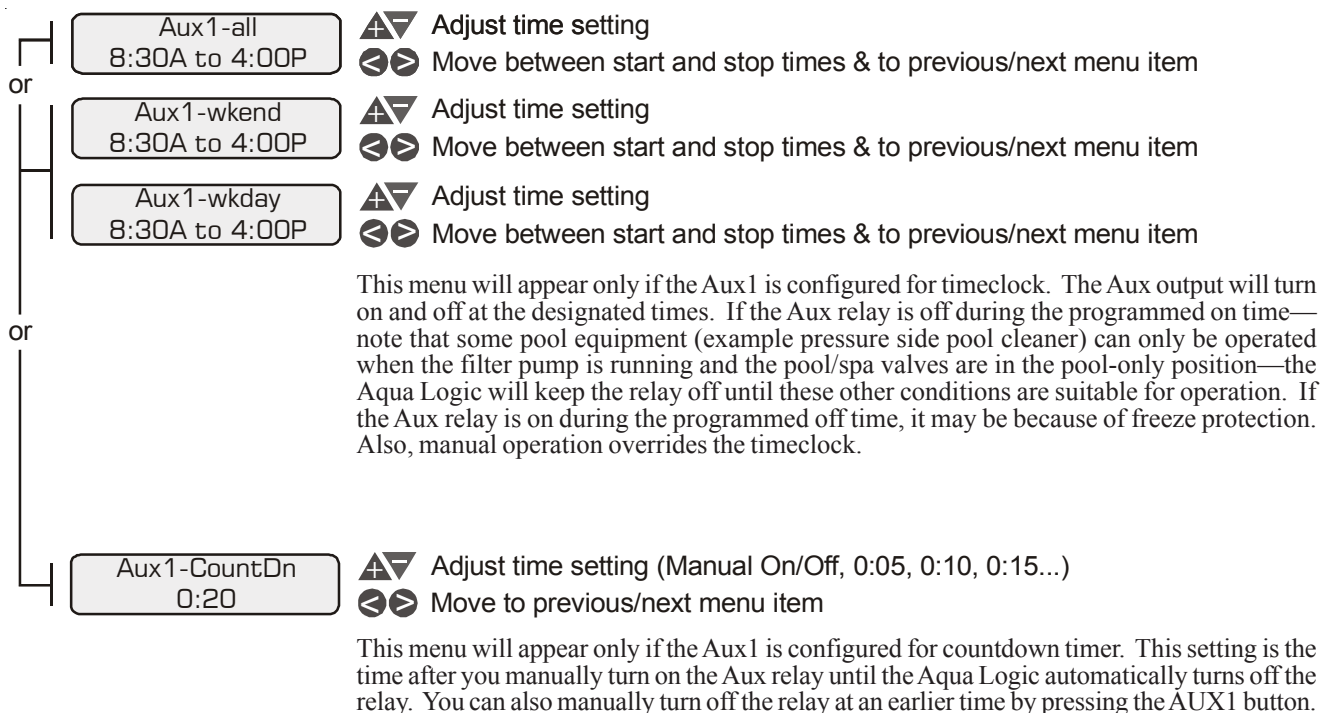 Aux1-all
8:30A to 4:00P
+ − Adjust time setting
< > Move between start and stop times & to previous/next menu item
or
Aux1-wkend
8:30A to 4:00P
+ − Adjust time setting
< > Move between start and stop times & to previous/next menu item
Aux1-wkday
8:30A to 4:00P
+ − Adjust time setting
< > Move between start and stop times & to previous/next menu item
This menu will appear only if the Aux1 is configured for timeclock. The Aux output will turn
on and off at the designated times. If the Aux relay is off during the programmed on time—
note that some pool equipment (example pressure side pool cleaner) can only be operated
when the filter pump is running and the pool/spa valves are in the pool-only position—the
Aqua Logic will keep the relay off until these other conditions are suitable for operation. If
the Aux relay is on during the programmed off time, it may be because of freeze protection.
Also, manual operation overrides the timeclock.
or
Aux1-CountDn
0:20
+ − Adjust time setting (Manual On/Off, 0:05, 0:10, 0:15...)
< > Move to previous/next menu item
This menu will appear only if the Aux1 is configured for countdown timer. This setting is the
time after you manually turn on the Aux relay until the Aqua Logic automatically turns off the
relay. You can also manually turn off the relay at an earlier time by pressing the AUX1 button.